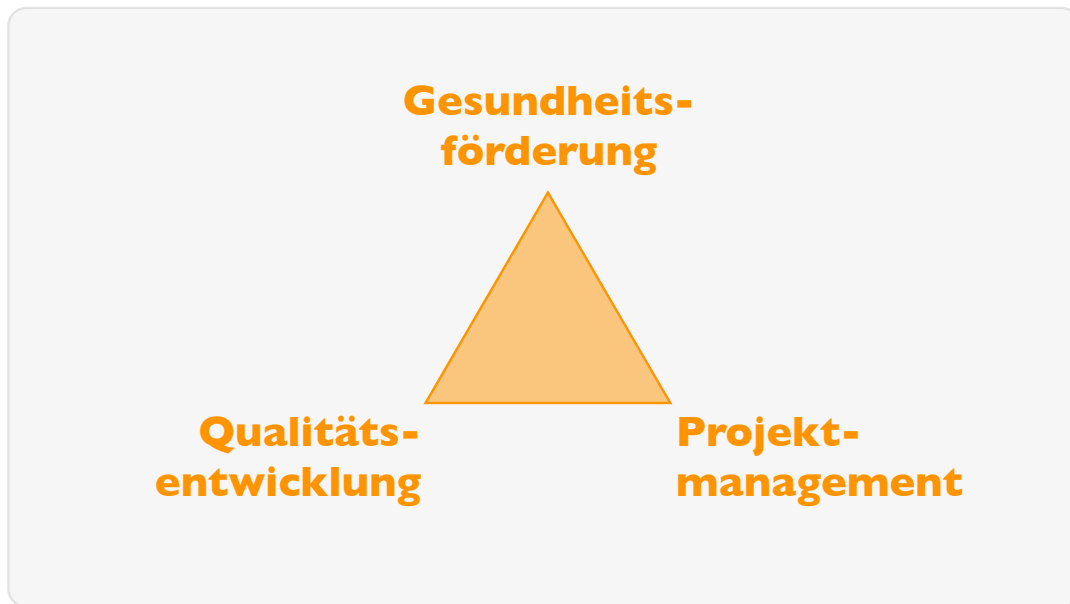 Gesundheits-
förderung
Qualitäts-
entwicklung
Projekt-
management